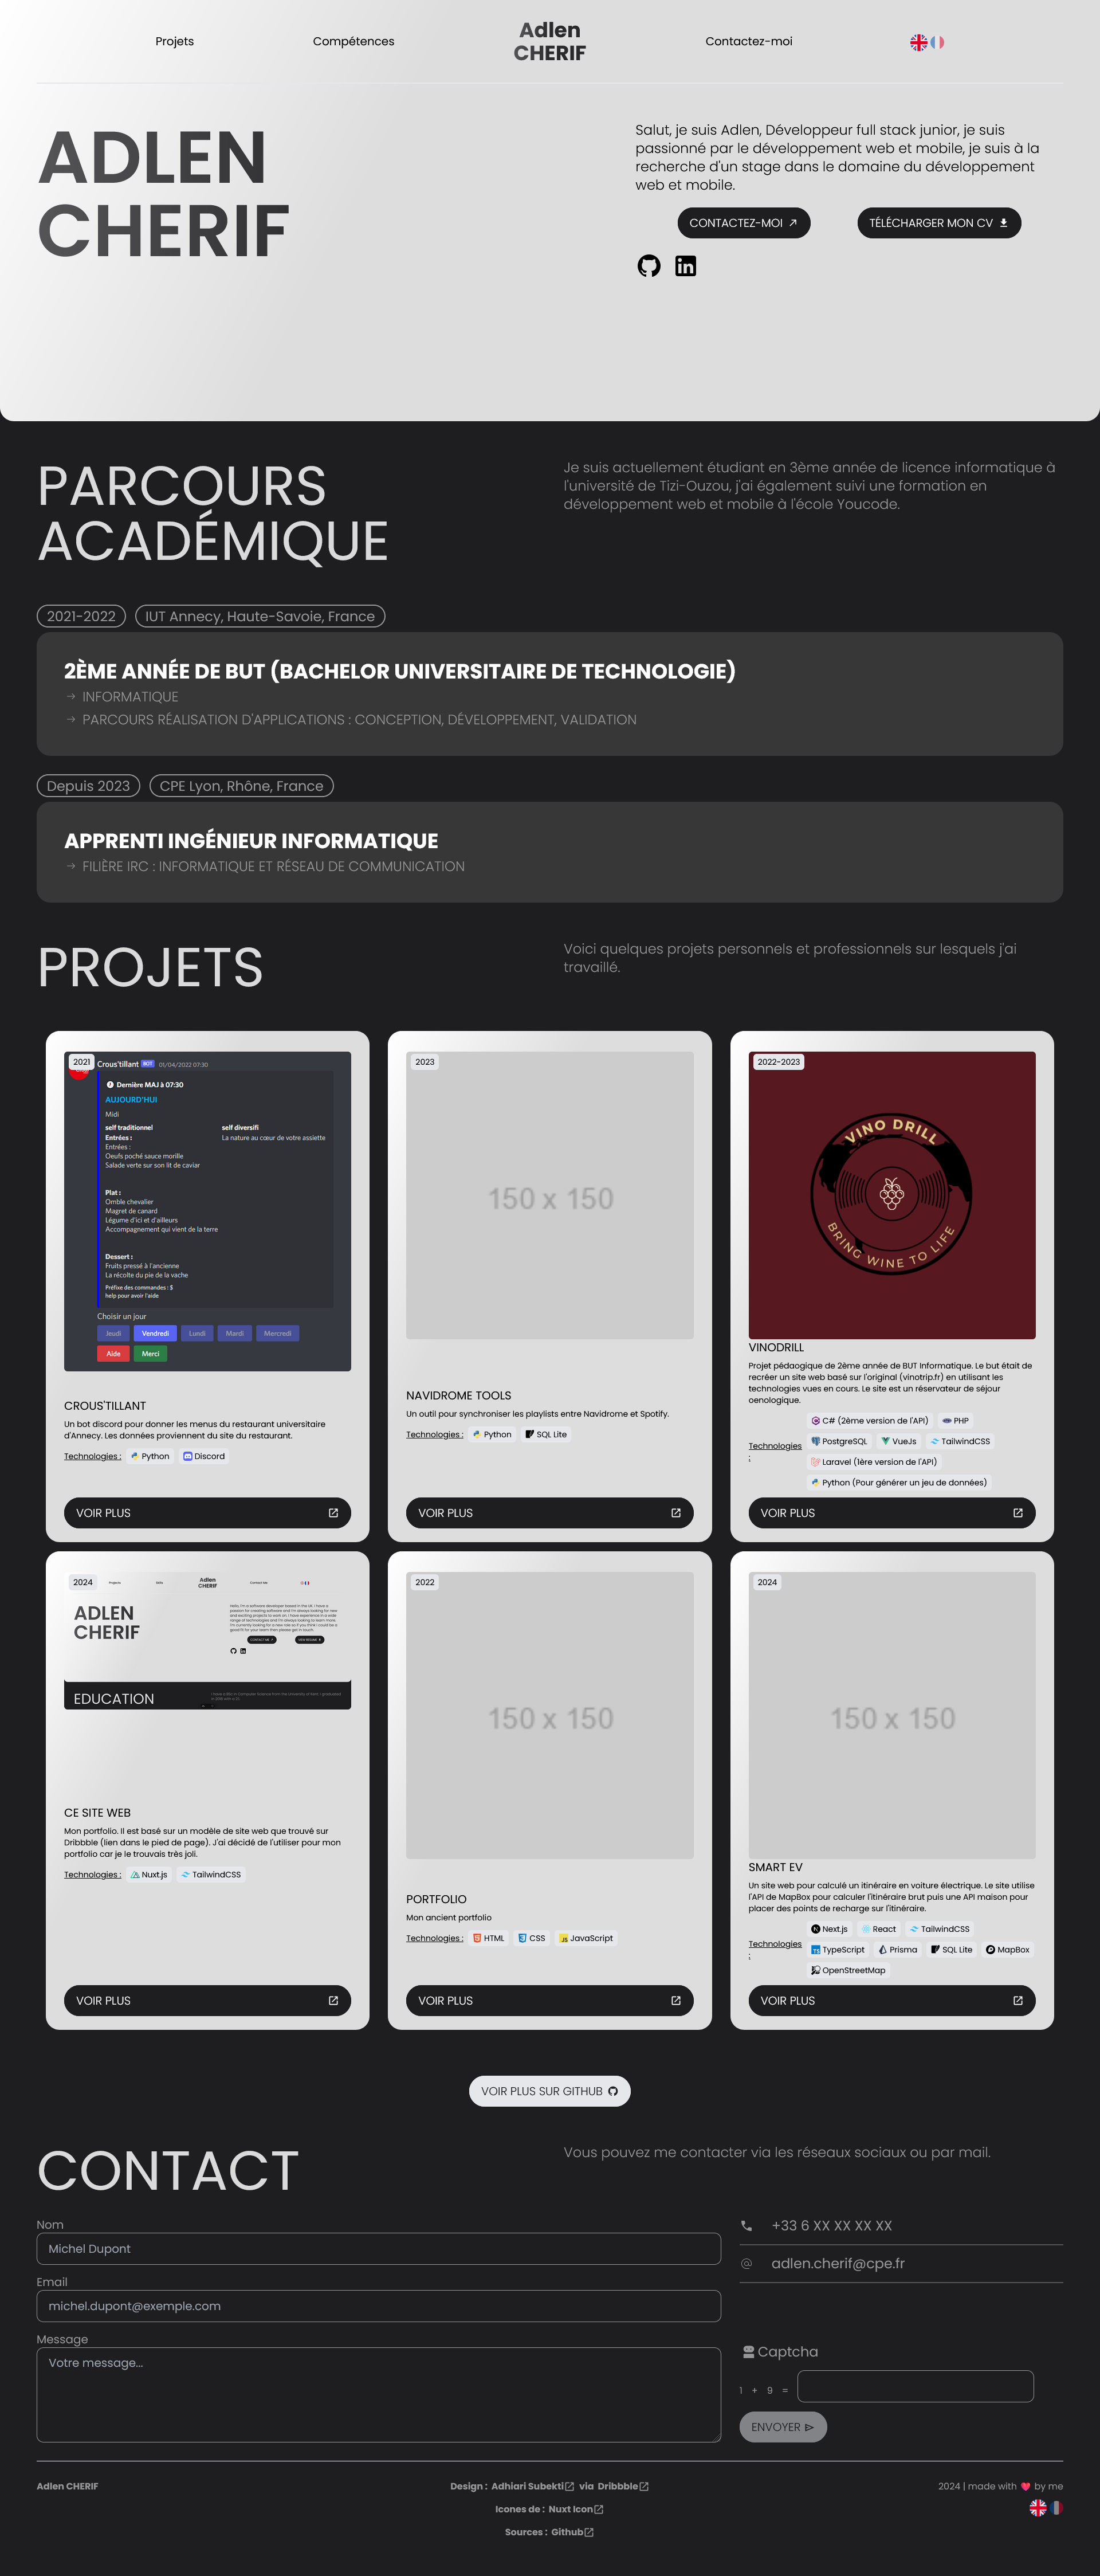 Projets
Compétences
Adlen
CHERIF
Contactez-moi
ADLEN
CHERIF
Salut, je suis Adlen, Développeur full stack junior, je suis
passionné par le développement web et mobile, je suis à la
recherche d'un stage dans le domaine du développement
web et mobile.
CONTACTEZ-MOI
TÉLÉCHARGER MON CV
PARCOURS
ACADÉMIQUE
Je suis actuellement étudiant en 3ème année de licence informatique à
l'université de Tizi-Ouzou, j'ai également suivi une formation en
développement web et mobile à l'école Youcode.
2021-2022
IUT Annecy, Haute-Savoie, France
2ÈME ANNÉE DE BUT (BACHELOR UNIVERSITAIRE DE TECHNOLOGIE)
INFORMATIQUE
PARCOURS RÉALISATION D'APPLICATIONS : CONCEPTION, DÉVELOPPEMENT, VALIDATION
Depuis 2023
CPE Lyon, Rhône, France
APPRENTI INGÉNIEUR INFORMATIQUE
FILIÈRE IRC : INFORMATIQUE ET RÉSEAU DE COMMUNICATION
PROJETS
Voici quelques projets personnels et professionnels sur lesquels j'ai
travaillé.
2021
Crous'tillant BOT 01/04/2022 07:30
Dernière MAJ à 07:30
AUJOURD'HUI
Midi
self traditionnel
self diversifi
Entrées :
La nature au cœur de votre assiette
Entrées :
Oeufs poché sauce morille
Salade verte sur son lit de caviar
Plat :
Omble chevalier
Magret de canard
Légume d'ici et d'ailleurs
Accompagnement qui vient de la terre
Dessert :
Fruits pressé à l'ancienne
La récolte du pie de la vache
Préfixe des commandes : $
help pour avoir l'aide
Choisir un jour
Jeudi
Vendredi
Lundi
Mardi
Mercredi
Aide
Merci
CROUS'TILLANT
Un bot discord pour donner les menus du restaurant universitaire
d'Annecy. Les données proviennent du site du restaurant.
Technologies :
Python
Discord
VOIR PLUS
2023
150 x 150
NAVIDROME TOOLS
Un outil pour synchroniser les playlists entre Navidrome et Spotify.
Technologies :
Python
SQL Lite
VOIR PLUS
2022-2023
VINO DRILL
BRING WINE TO LIFE
VINODRILL
Projet pédaogique de 2ème année de BUT Informatique. Le but était de
recréer un site web basé sur l'original (vinotrip.fr) en utilisant les
technologies vues en cours. Le site est un réservateur de séjour
oenologique.
Technologies
:
C# (2ème version de l'API)
PHP
PostgreSQL
VueJs
TailwindCSS
Laravel (1ère version de l'API)
Python (Pour générer un jeu de données)
VOIR PLUS
2024
Projects
Skills
Adlen
CHERIF
Contact Me
ADLEN
CHERIF
EDUCATION
CE SITE WEB
Mon portfolio. Il est basé sur un modèle de site web que trouvé sur
Dribbble (lien dans le pied de page). J'ai décidé de l'utiliser pour mon
portfolio car je le trouvais très joli.
Technologies :
Nuxt.js
TailwindCSS
VOIR PLUS
2022
150 x 150
PORTFOLIO
Mon ancient portfolio
Technologies :
HTML
CSS
JavaScript
VOIR PLUS
2024
150 x 150
SMART EV
Un site web pour calculé un itinéraire en voiture électrique. Le site utilise
l'API de MapBox pour calculer l'itinéraire brut puis une API maison pour
placer des points de recharge sur l'itinéraire.
Technologies
:
Next.js
React
TailwindCSS
TypeScript
Prisma
SQL Lite
MapBox
OpenStreetMap
VOIR PLUS
VOIR PLUS SUR GITHUB
CONTACT
Vous pouvez me contacter via les réseaux sociaux ou par mail.
Nom
Michel Dupont
Email
michel.dupont@exemple.com
Message
Votre message...
+33 6 XX XX XX XX
adlen.cherif@cpe.fr
Captcha
1 + 9 =
ENVOYER
Adlen CHERIF
Design : Adhiari Subekti via Dribbble
Icones de : Nuxt Icon
Sources : Github
2024 | made with ❤️ by me